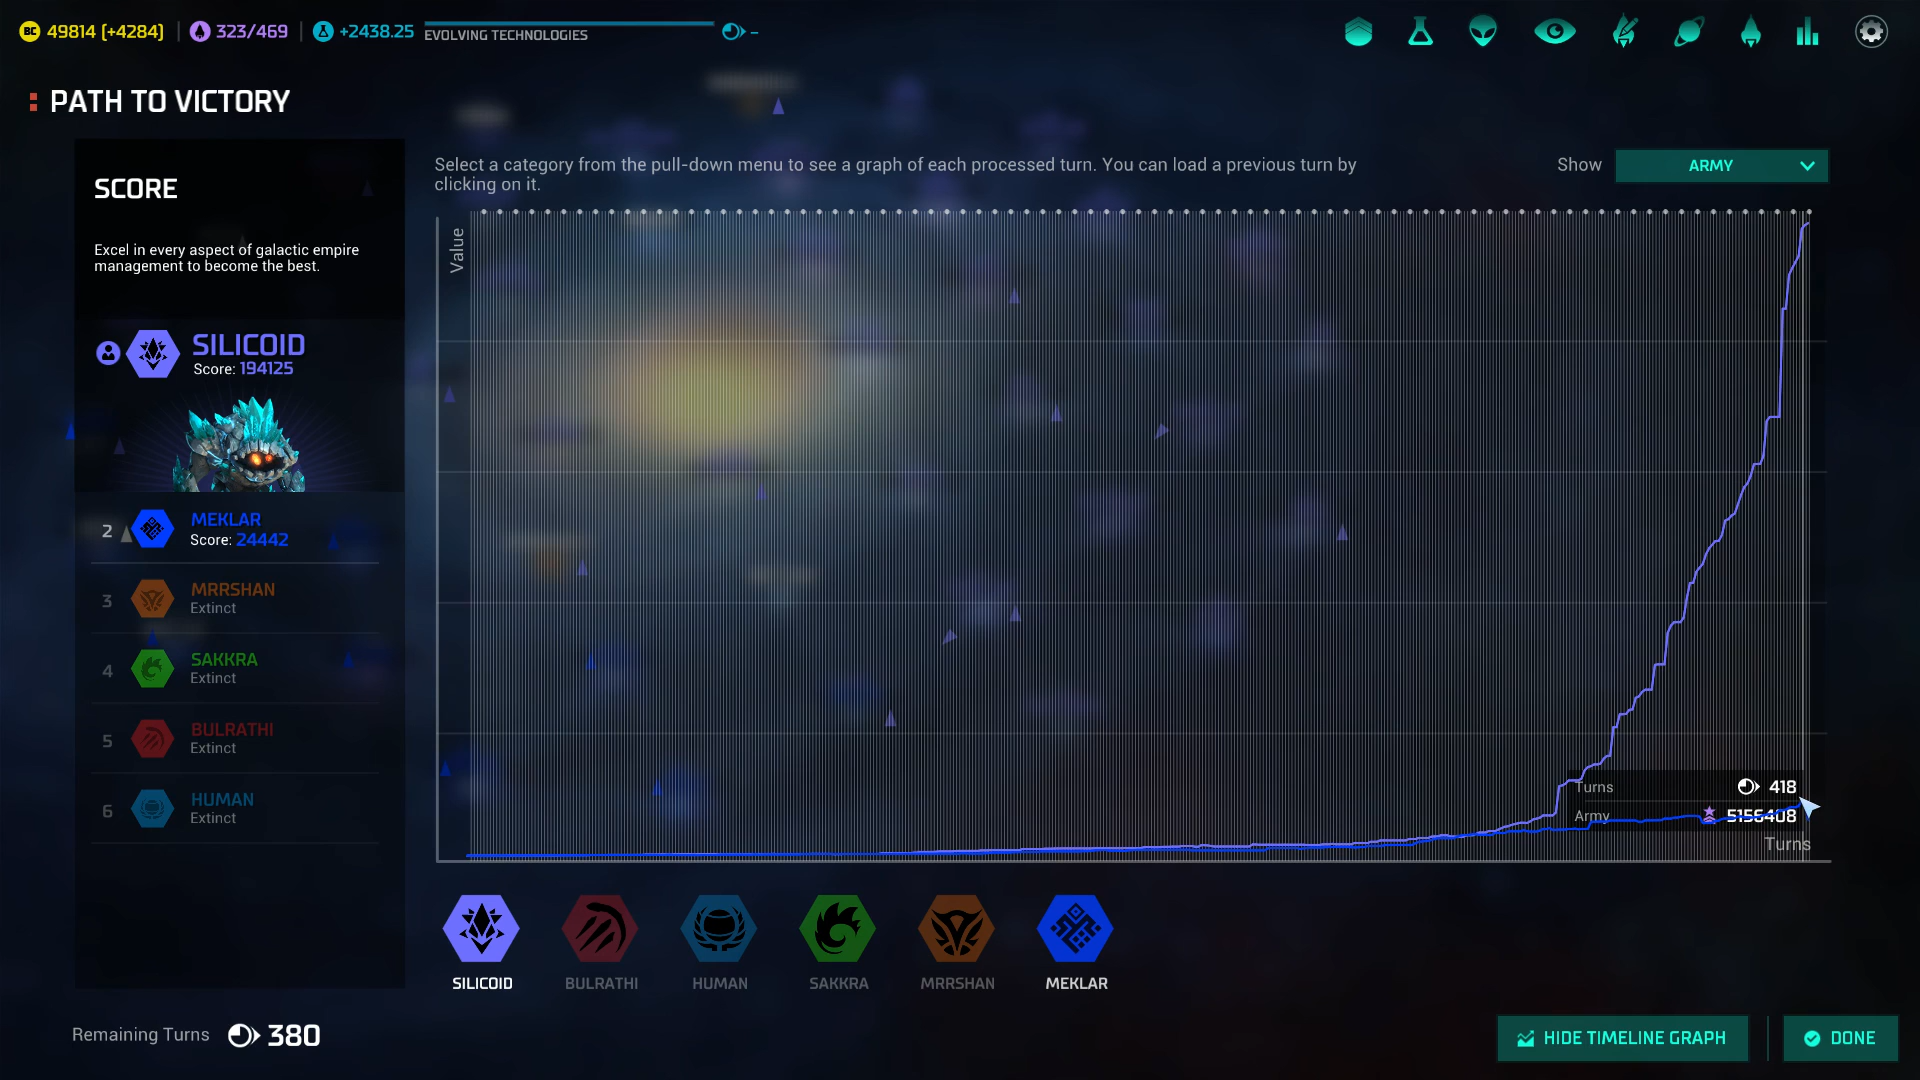 BC 49814 [+4284]
323/469
+2438.25
EVOLVING TECHNOLOGIES
–
PATH TO VICTORY
SCORE
Excel in every aspect of galactic empire
management to become the best.
SILICOID
Score: 194125
2 MEKLAR
Score: 24442
3 MRRSHAN
Extinct
4 SAKKRA
Extinct
5 BULRATHI
Extinct
6 HUMAN
Extinct
Select a category from the pull-down menu to see a graph of each processed turn. You can load a previous turn by
clicking on it.
Show ARMY
Value
Turns 418
Army 5156408
Turns
SILICOID BULRATHI HUMAN SAKKRA MRRSHAN MEKLAR
Remaining Turns 380
HIDE TIMELINE GRAPH
DONE